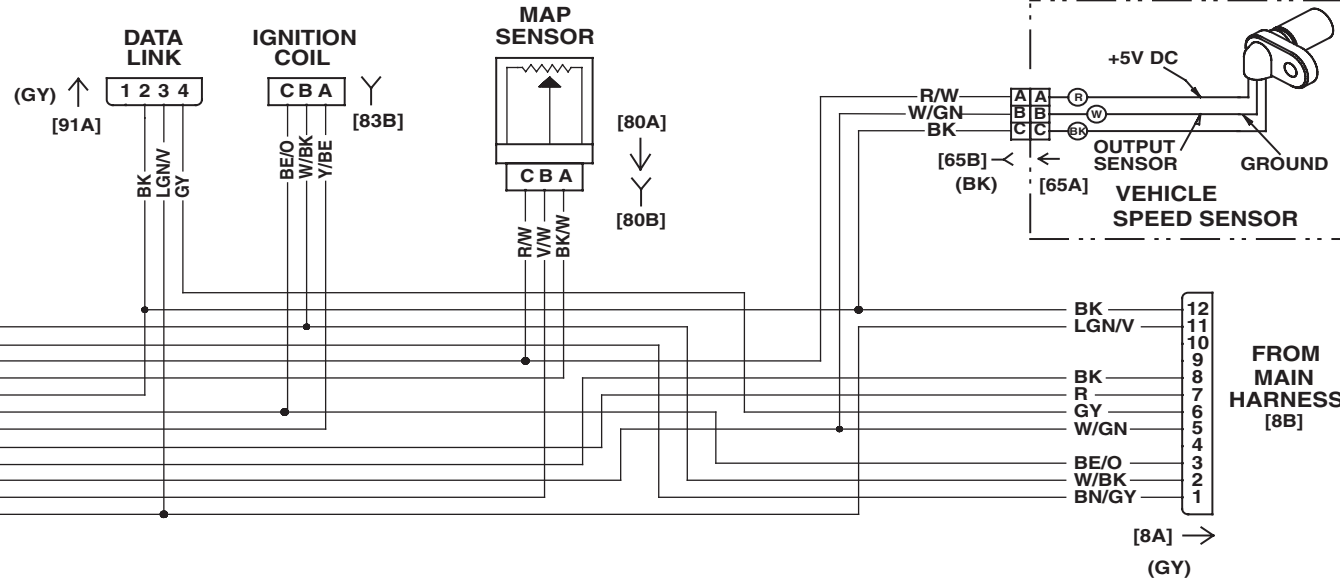 DATA
LINK
(GY)
1 2 3 4
[91A]
BK
LGN/V
GY
IGNITION
COIL
C B A
[83B]
BE/O
W/BK
Y/BE
MAP
SENSOR
[80A]
[80B]
C B A
R/W
V/W
BK/W
R/W
W/GN
BK
A A
B B
C C
R
W
BK
+5V DC
OUTPUT
SENSOR
GROUND
[65B]
(BK)
[65A]
VEHICLE
SPEED SENSOR
BK 12
LGN/V 11
10
9
BK 8
R 7
GY 6
W/GN 5
4
BE/O 3
W/BK 2
BN/GY 1
FROM
MAIN
HARNESS
[8B]
[8A]
(GY)